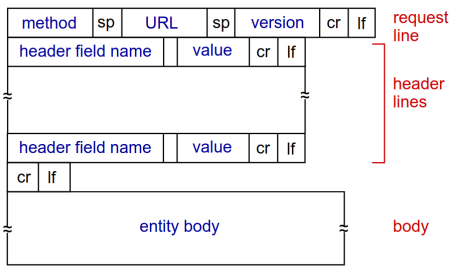 method sp URL sp version cr lf request line
header field name value cr lf
header lines
header field name value cr lf
cr lf
entity body body